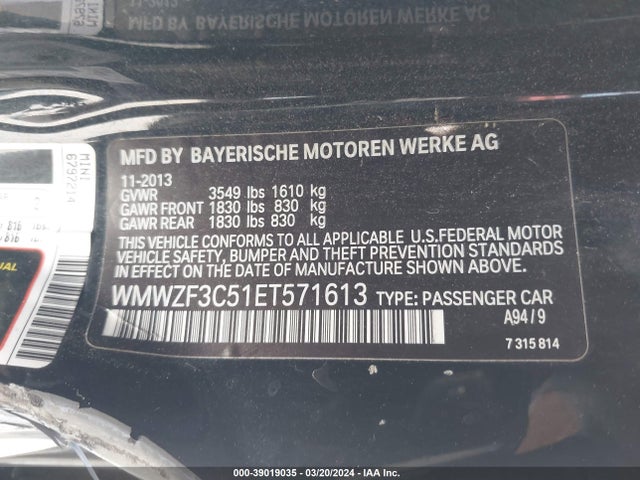 MFD BY BAYERISCHE MOTOREN WERKE AG
11-2013
GVWR 3549 lbs 1610 kg
GAWR FRONT 1830 lbs 830 kg
GAWR REAR 1830 lbs 830 kg
THIS VEHICLE CONFORMS TO ALL APPLICABLE U.S.FEDERAL MOTOR
VEHICLE SAFETY, BUMPER AND THEFT PREVENTION STANDARDS
IN EFFECT ON THE DATE OF MANUFACTURE SHOWN ABOVE.
WMWZF3C51ET571613 TYPE: PASSENGER CAR
A94/9
7 315 814
MINI
6797214
2
000-39019035 - 03/20/2024 - IAA Inc.